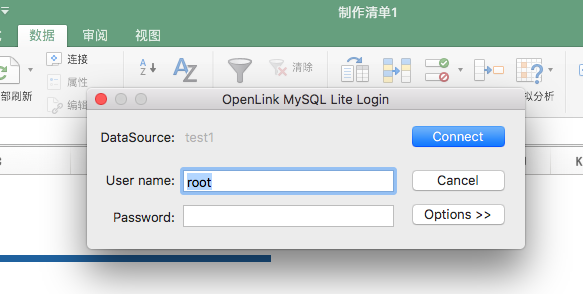 制作清单1
数据 审阅 视图
连接
属性
编辑
部刷新
清除
拟分析
OpenLink MySQL Lite Login
DataSource: test1
Connect
User name: root
Cancel
Password:
Options >>
K